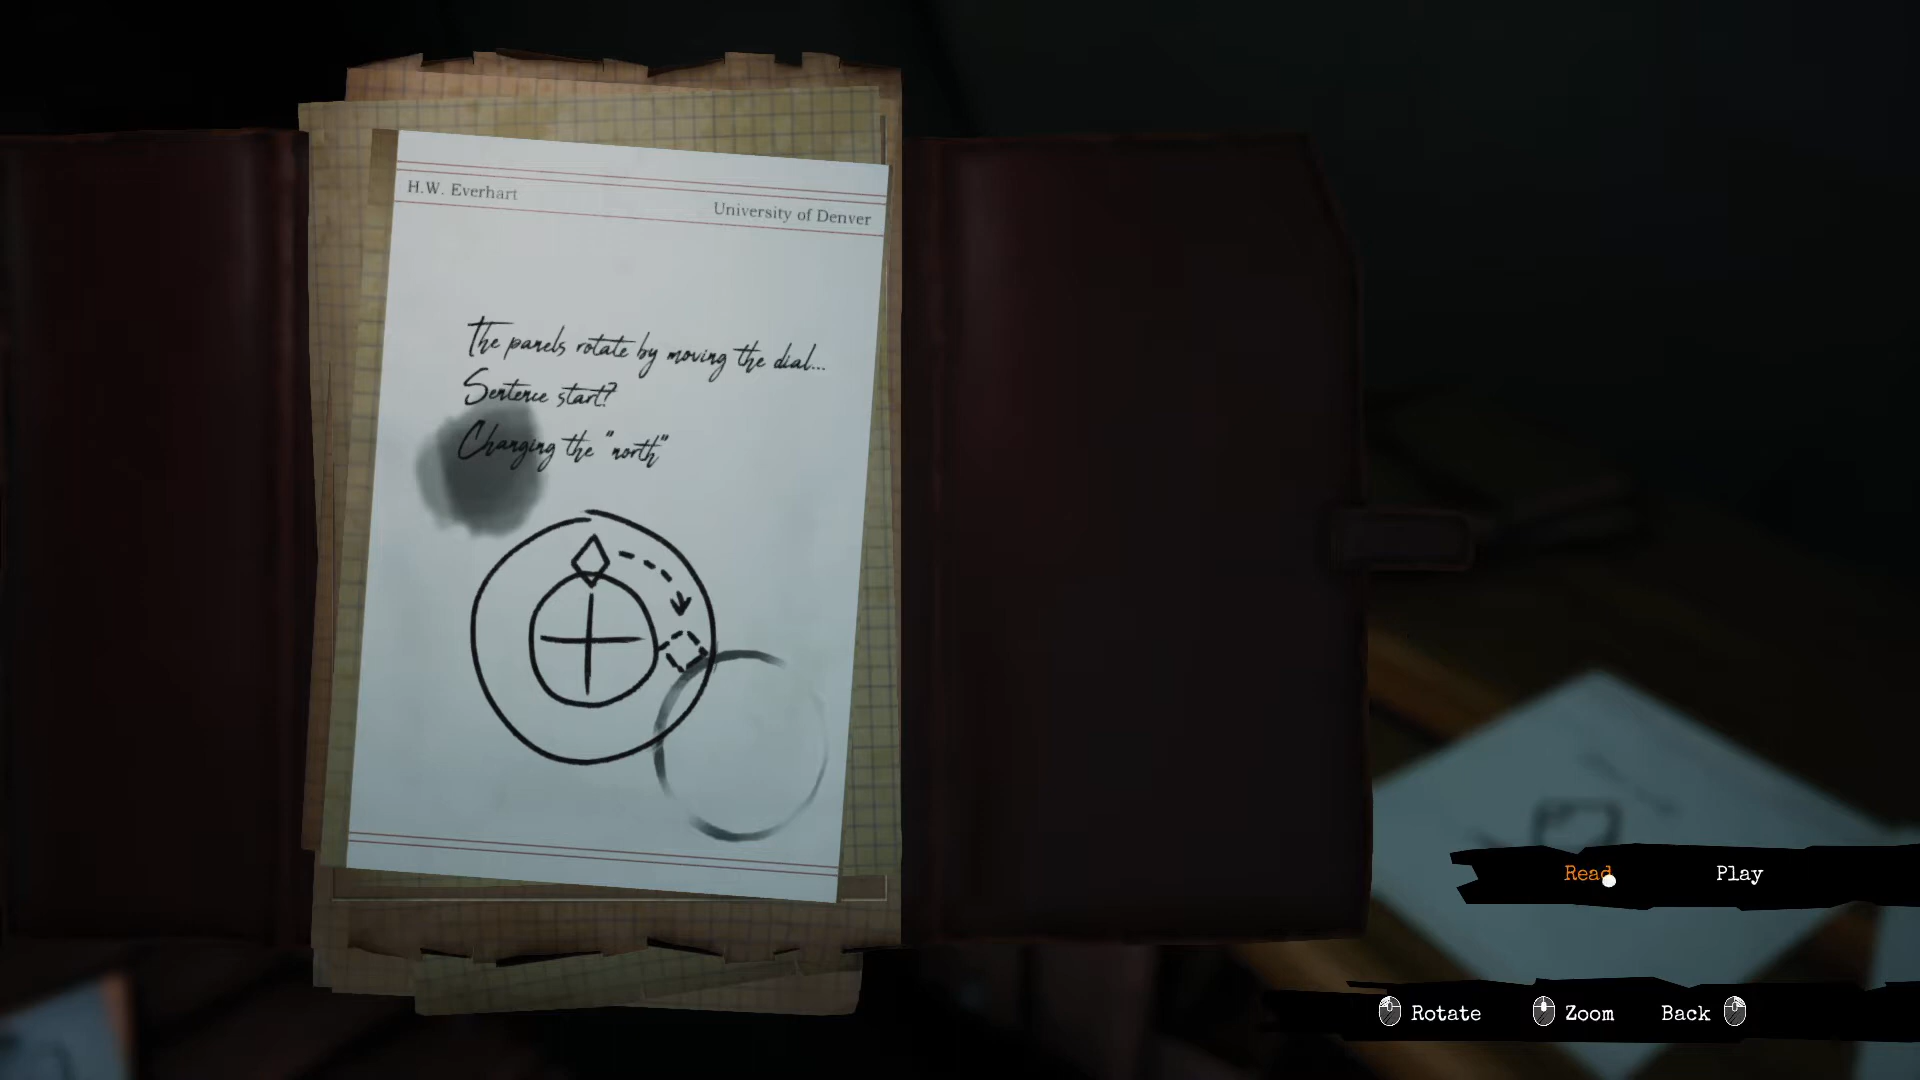 H.W. Everhart
University of Denver
The panels rotate by moving the dial...
Sentence start?
Changing the "north"
Read
Play
Rotate
Zoom
Back